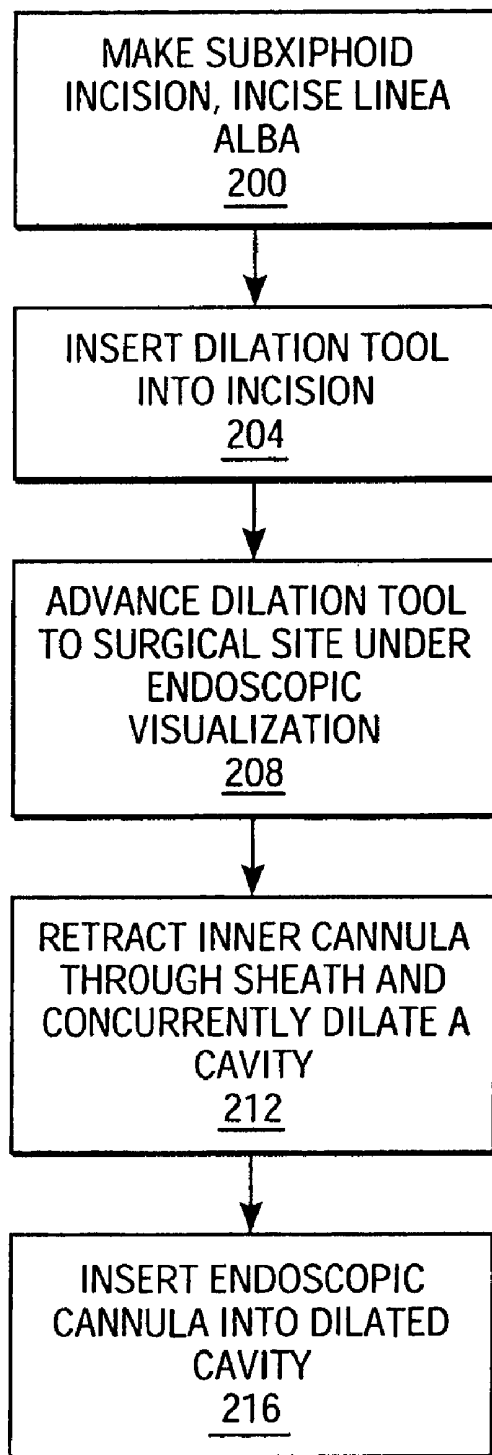 MAKE SUBXIPHOID
INCISION, INCISE LINEA
ALBA
200
INSERT DILATION TOOL
INTO INCISION
204
ADVANCE DILATION TOOL
TO SURGICAL SITE UNDER
ENDOSCOPIC
VISUALIZATION
208
RETRACT INNER CANNULA
THROUGH SHEATH AND
CONCURRENTLY DILATE A
CAVITY
212
INSERT ENDOSCOPIC
CANNULA INTO DILATED
CAVITY
216